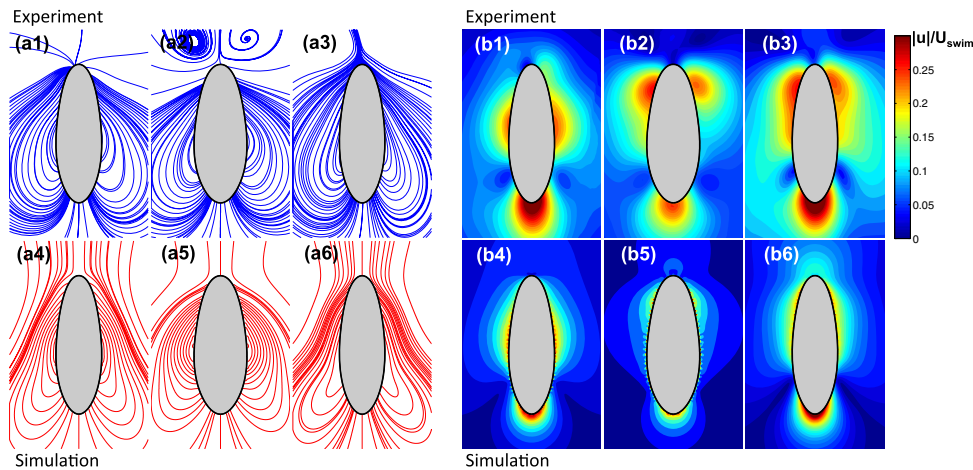 Experiment
(a1) (a2) (a3)
(a4) (a5) (a6)
Simulation
Experiment
(b1) (b2) (b3)
|u|/Uswim
0.25
0.2
0.15
0.1
0.05
0
(b4) (b5) (b6)
Simulation